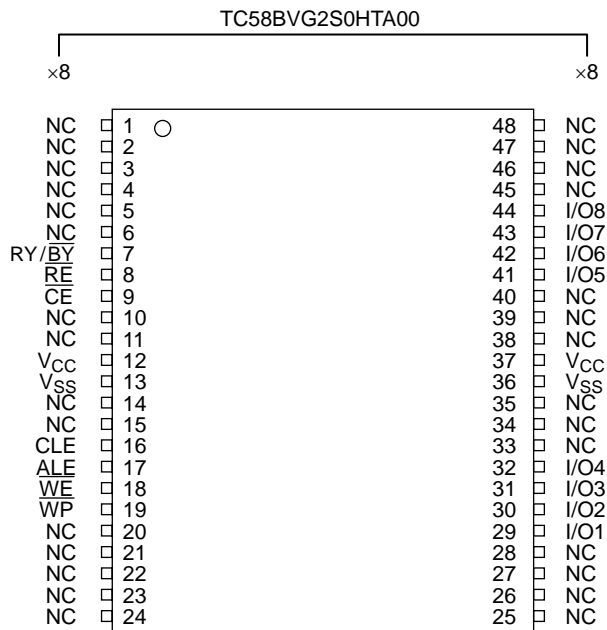 TC58BVG2S0HTA00
×8 ×8
NC 1 48 NC
NC 2 47 NC
NC 3 46 NC
NC 4 45 NC
NC 5 44 I/O8
NC 6 43 I/O7
RY/B̅Y̅ 7 42 I/O6
R̅E̅ 8 41 I/O5
C̅E̅ 9 40 NC
NC 10 39 NC
NC 11 38 NC
VCC 12 37 VCC
VSS 13 36 VSS
NC 14 35 NC
NC 15 34 NC
CLE 16 33 NC
ALE 17 32 I/O4
W̅E̅ 18 31 I/O3
W̅P̅ 19 30 I/O2
NC 20 29 I/O1
NC 21 28 NC
NC 22 27 NC
NC 23 26 NC
NC 24 25 NC